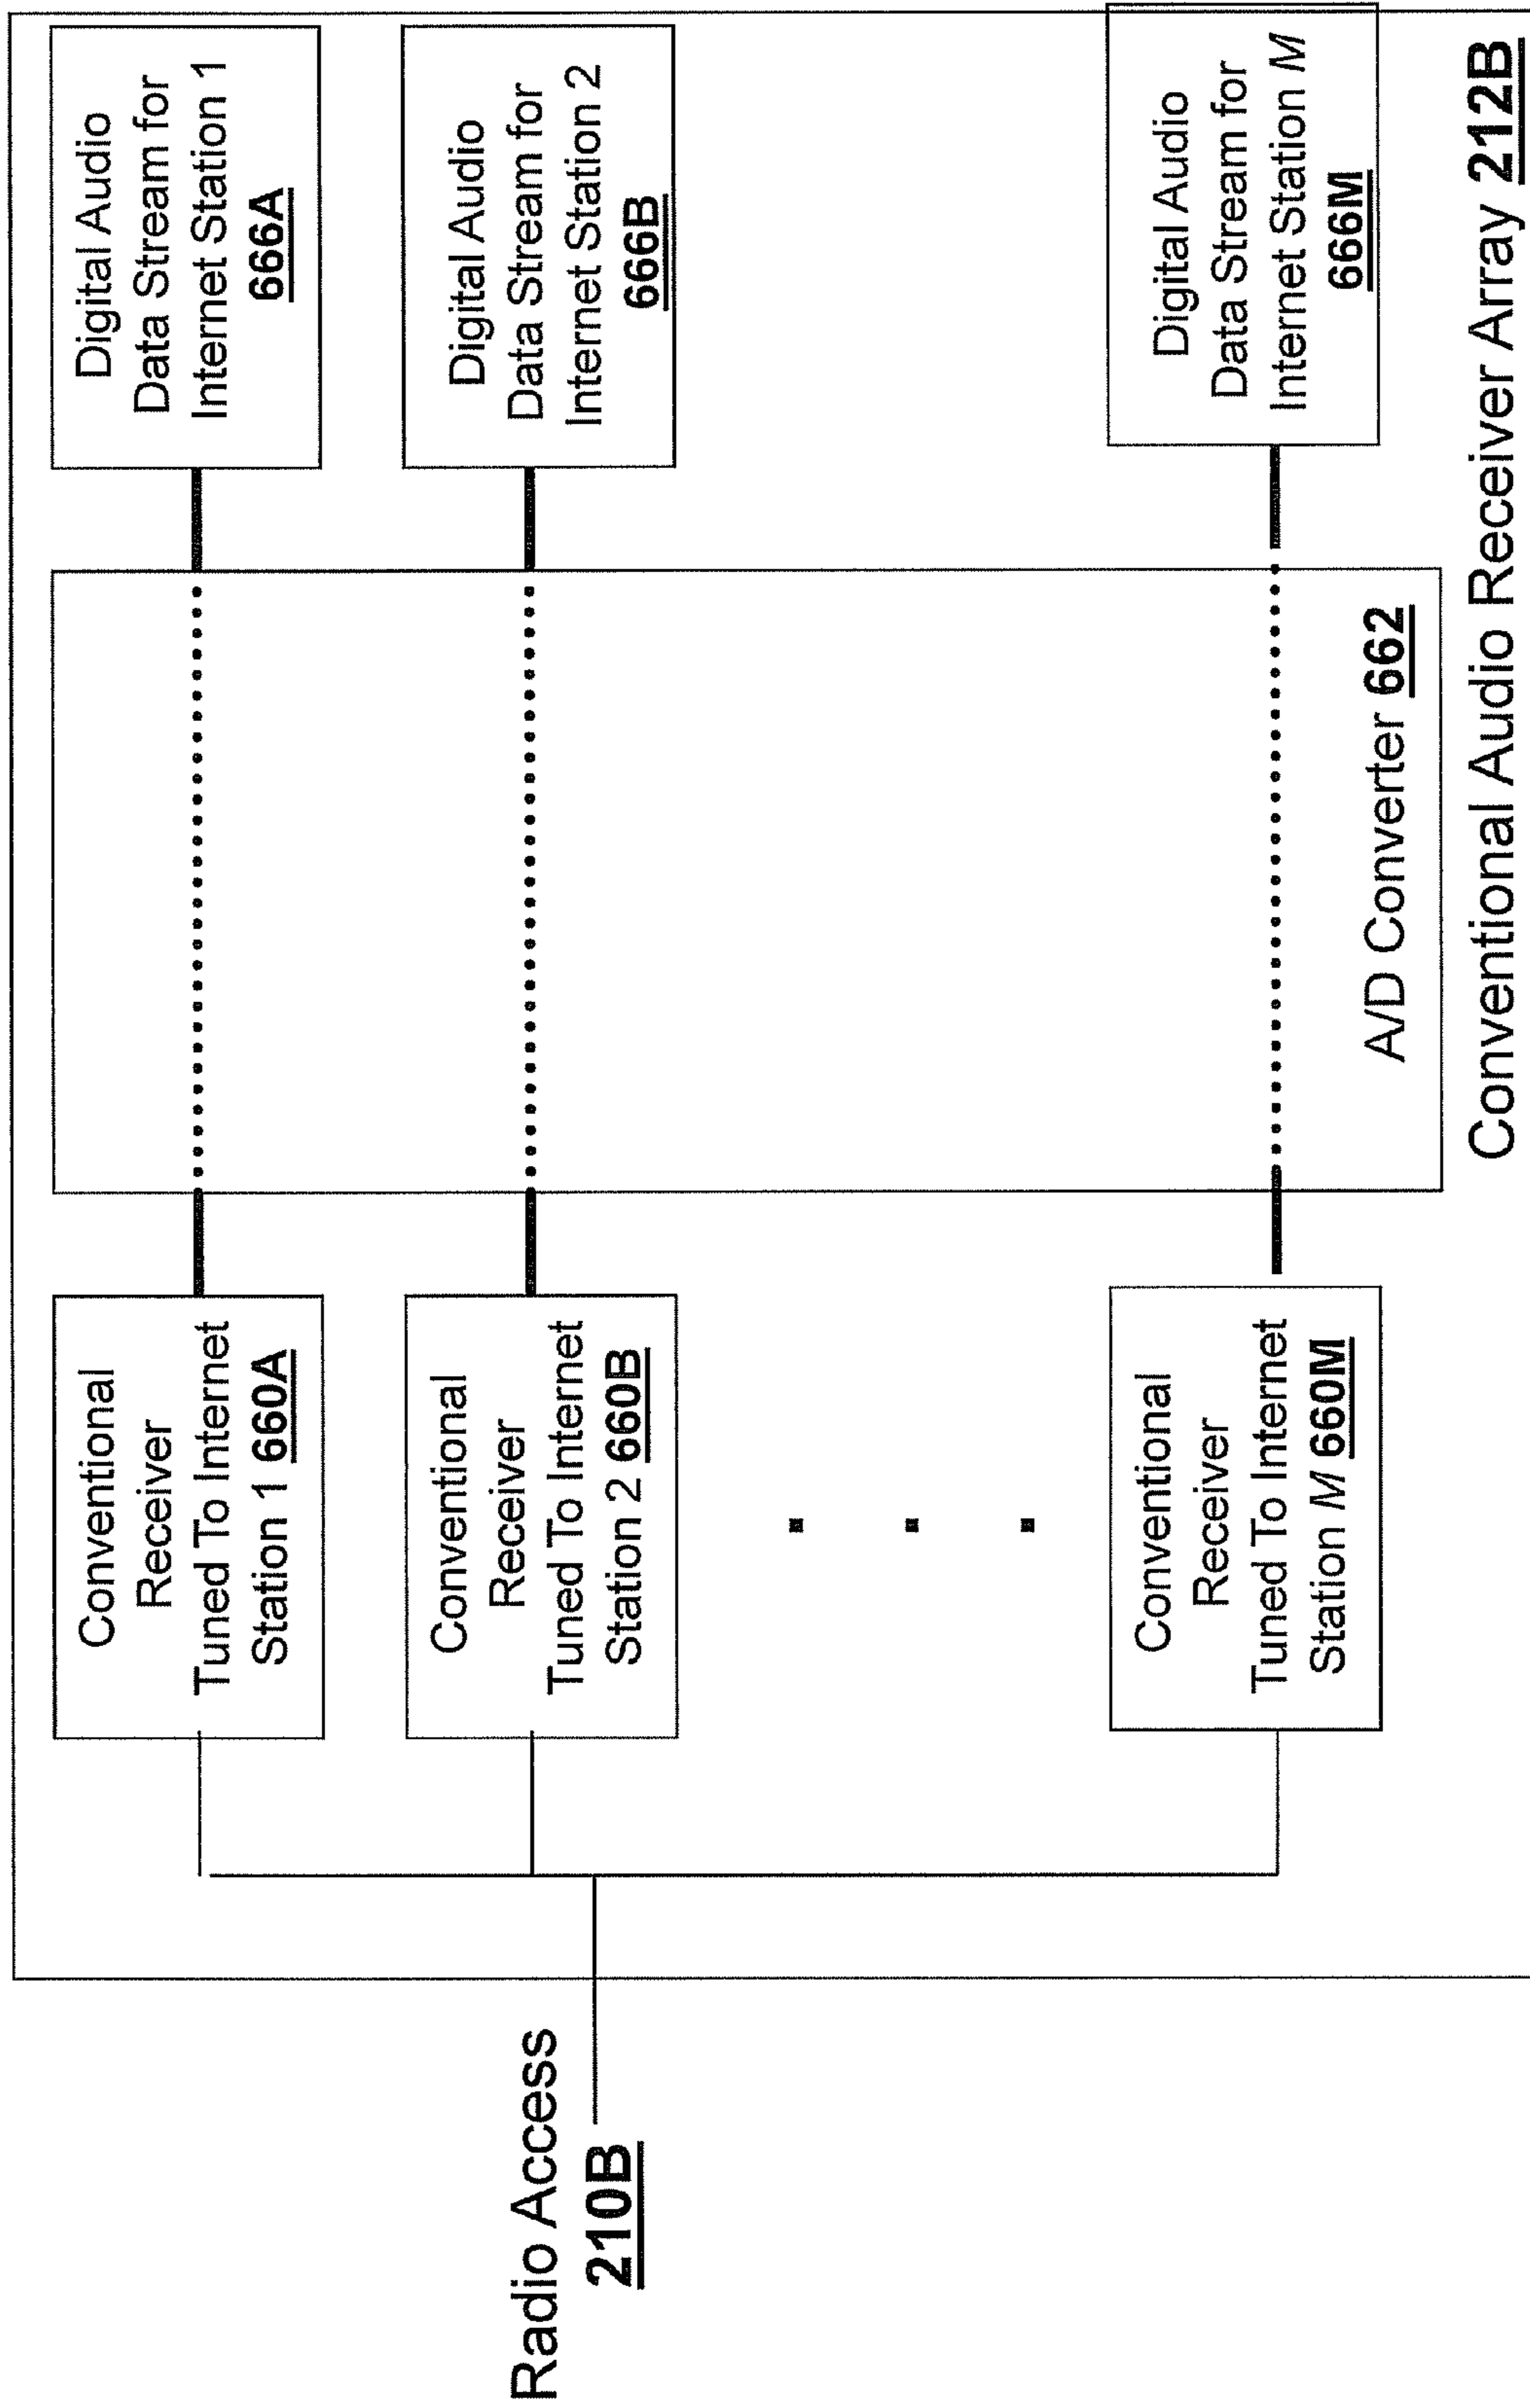 Radio Access
210B
Conventional
Receiver
Tuned To Internet
Station 1 660A
Conventional
Receiver
Tuned To Internet
Station 2 660B
Conventional
Receiver
Tuned To Internet
Station M 660M
A/D Converter 662
Digital Audio
Data Stream for
Internet Station 1
666A
Digital Audio
Data Stream for
Internet Station 2
666B
Digital Audio
Data Stream for
Internet Station M
666M
Conventional Audio Receiver Array 212B